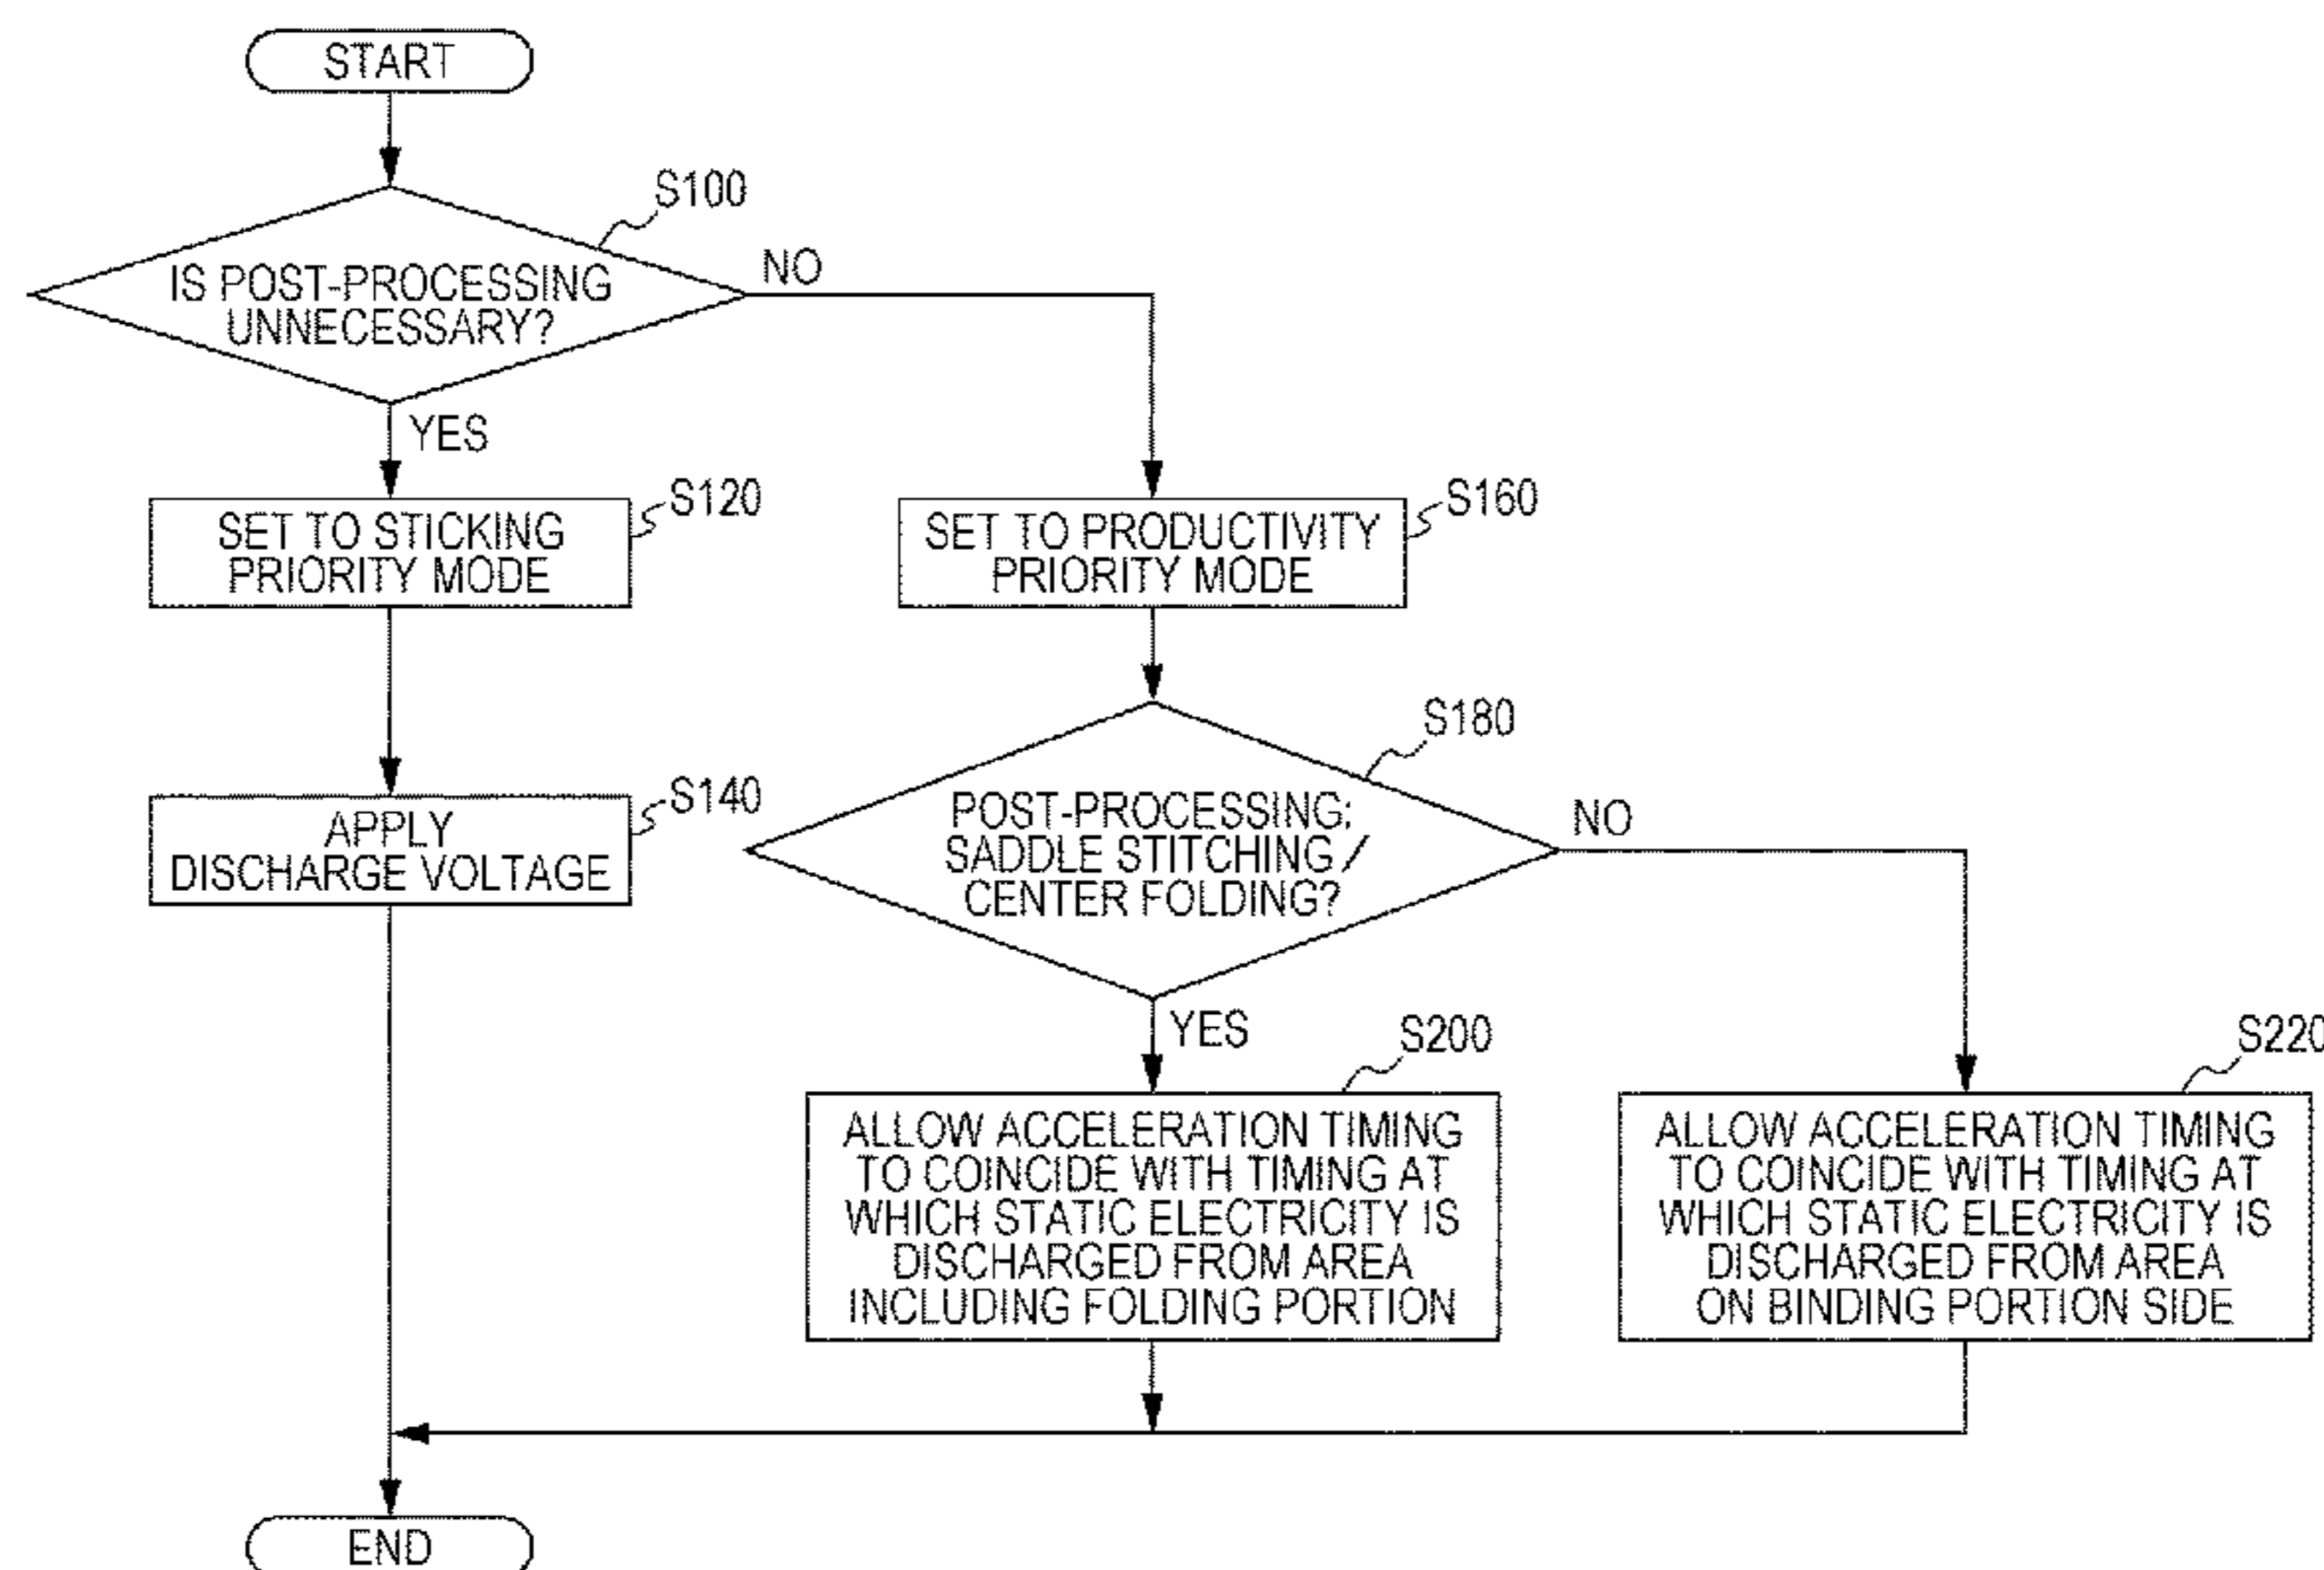 START
S100
IS POST-PROCESSING
UNNECESSARY?
NO
YES
S120
SET TO STICKING
PRIORITY MODE
S160
SET TO PRODUCTIVITY
PRIORITY MODE
S140
APPLY
DISCHARGE VOLTAGE
S180
POST-PROCESSING:
SADDLE STITCHING/
CENTER FOLDING?
NO
YES
S200
ALLOW ACCELERATION TIMING
TO COINCIDE WITH TIMING AT
WHICH STATIC ELECTRICITY IS
DISCHARGED FROM AREA
INCLUDING FOLDING PORTION
S220
ALLOW ACCELERATION TIMING
TO COINCIDE WITH TIMING AT
WHICH STATIC ELECTRICITY IS
DISCHARGED FROM AREA
ON BINDING PORTION SIDE
END